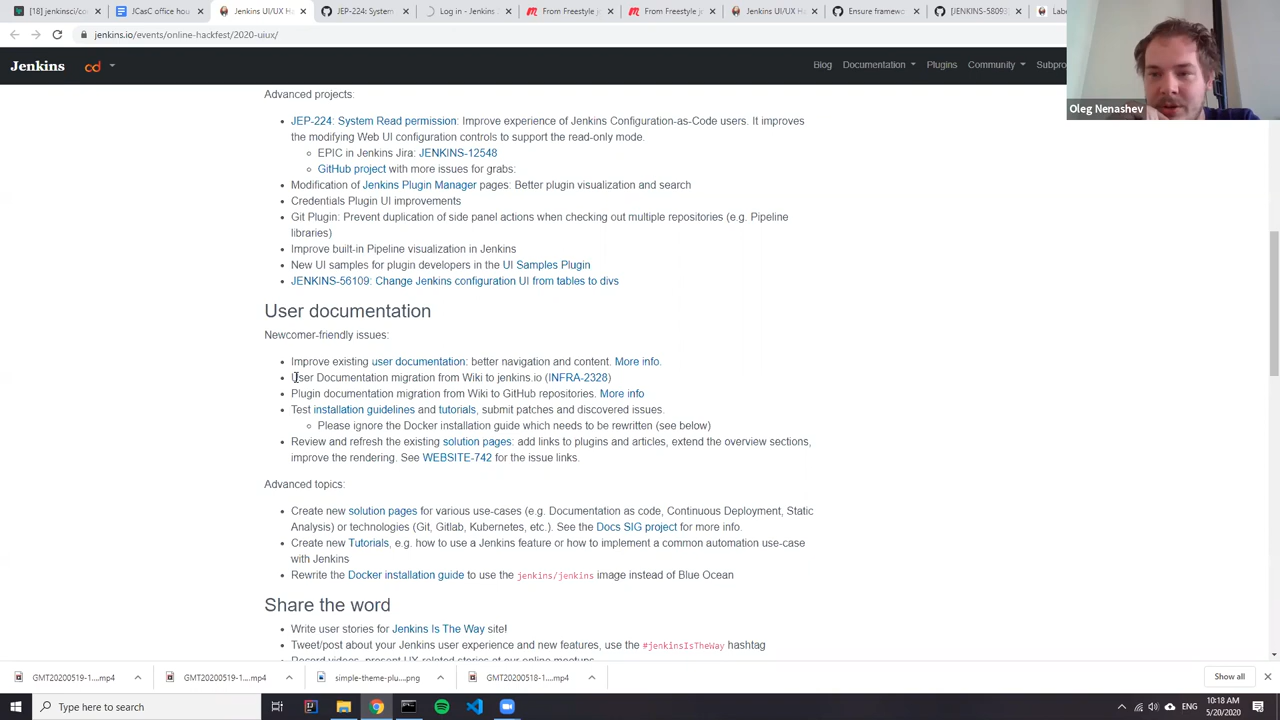 [18] jenkinsci/co
JCasC office hou
Jenkins UI/UX Ha
JEP-224: System
Log in - Jenkins
From Freestyle jo
From Freestyle jo
Jenkins UI/UX Ha
Ensure framewo
[JENKINS-58093
Lab
jenkins.io/events/online-hackfest/2020-uiux/
Jenkins
cd
Blog
Documentation
Plugins
Community
Subpro
Oleg Nenashev
Advanced projects:
JEP-224: System Read permission: Improve experience of Jenkins Configuration-as-Code users. It improves
the modifying Web UI configuration controls to support the read-only mode.
EPIC in Jenkins Jira: JENKINS-12548
GitHub project with more issues for grabs:
Modification of Jenkins Plugin Manager pages: Better plugin visualization and search
Credentials Plugin UI improvements
Git Plugin: Prevent duplication of side panel actions when checking out multiple repositories (e.g. Pipeline
libraries)
Improve built-in Pipeline visualization in Jenkins
New UI samples for plugin developers in the UI Samples Plugin
JENKINS-56109: Change Jenkins configuration UI from tables to divs
User documentation
Newcomer-friendly issues:
Improve existing user documentation: better navigation and content. More info.
User Documentation migration from Wiki to jenkins.io (INFRA-2328)
Plugin documentation migration from Wiki to GitHub repositories. More info
Test installation guidelines and tutorials, submit patches and discovered issues.
Please ignore the Docker installation guide which needs to be rewritten (see below)
Review and refresh the existing solution pages: add links to plugins and articles, extend the overview sections,
improve the rendering. See WEBSITE-742 for the issue links.
Advanced topics:
Create new solution pages for various use-cases (e.g. Documentation as code, Continuous Deployment, Static
Analysis) or technologies (Git, Gitlab, Kubernetes, etc.). See the Docs SIG project for more info.
Create new Tutorials, e.g. how to use a Jenkins feature or how to implement a common automation use-case
with Jenkins
Rewrite the Docker installation guide to use the jenkins/jenkins image instead of Blue Ocean
Share the word
Write user stories for Jenkins Is The Way site!
Tweet/post about your Jenkins user experience and new features, use the #jenkinsIsTheWay hashtag
Record videos, present UX-related stories at our online meetups
GMT20200519-1....mp4
GMT20200519-1....mp4
simple-theme-plu....png
GMT20200518-1....mp4
Show all
Type here to search
ENG
10:18 AM
5/20/2020